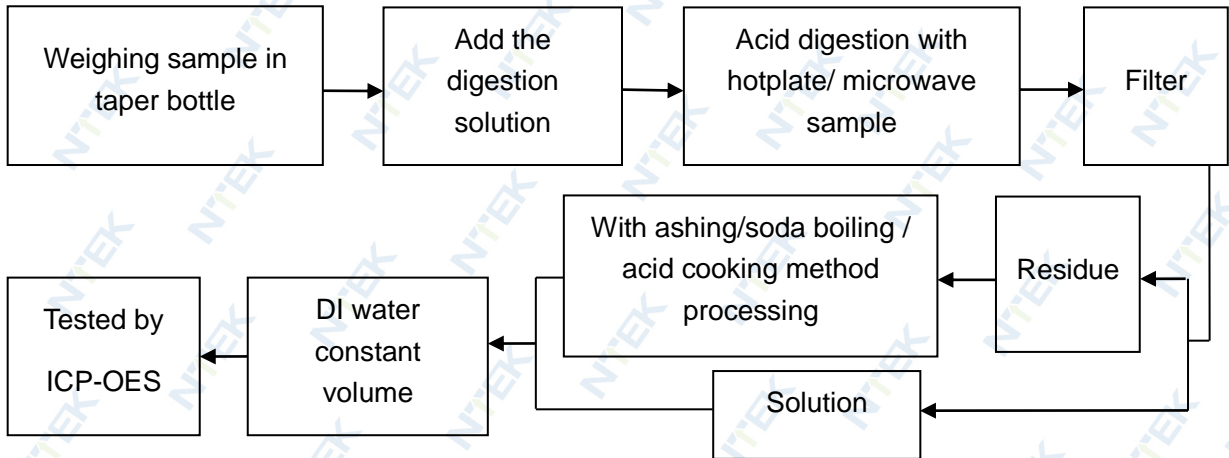 Weighing sample in
taper bottle
Add the
digestion
solution
Acid digestion with
hotplate/ microwave
sample
Filter
With ashing/soda boiling /
acid cooking method
processing
Residue
Solution
DI water
constant
volume
Tested by
ICP-OES
NTEK